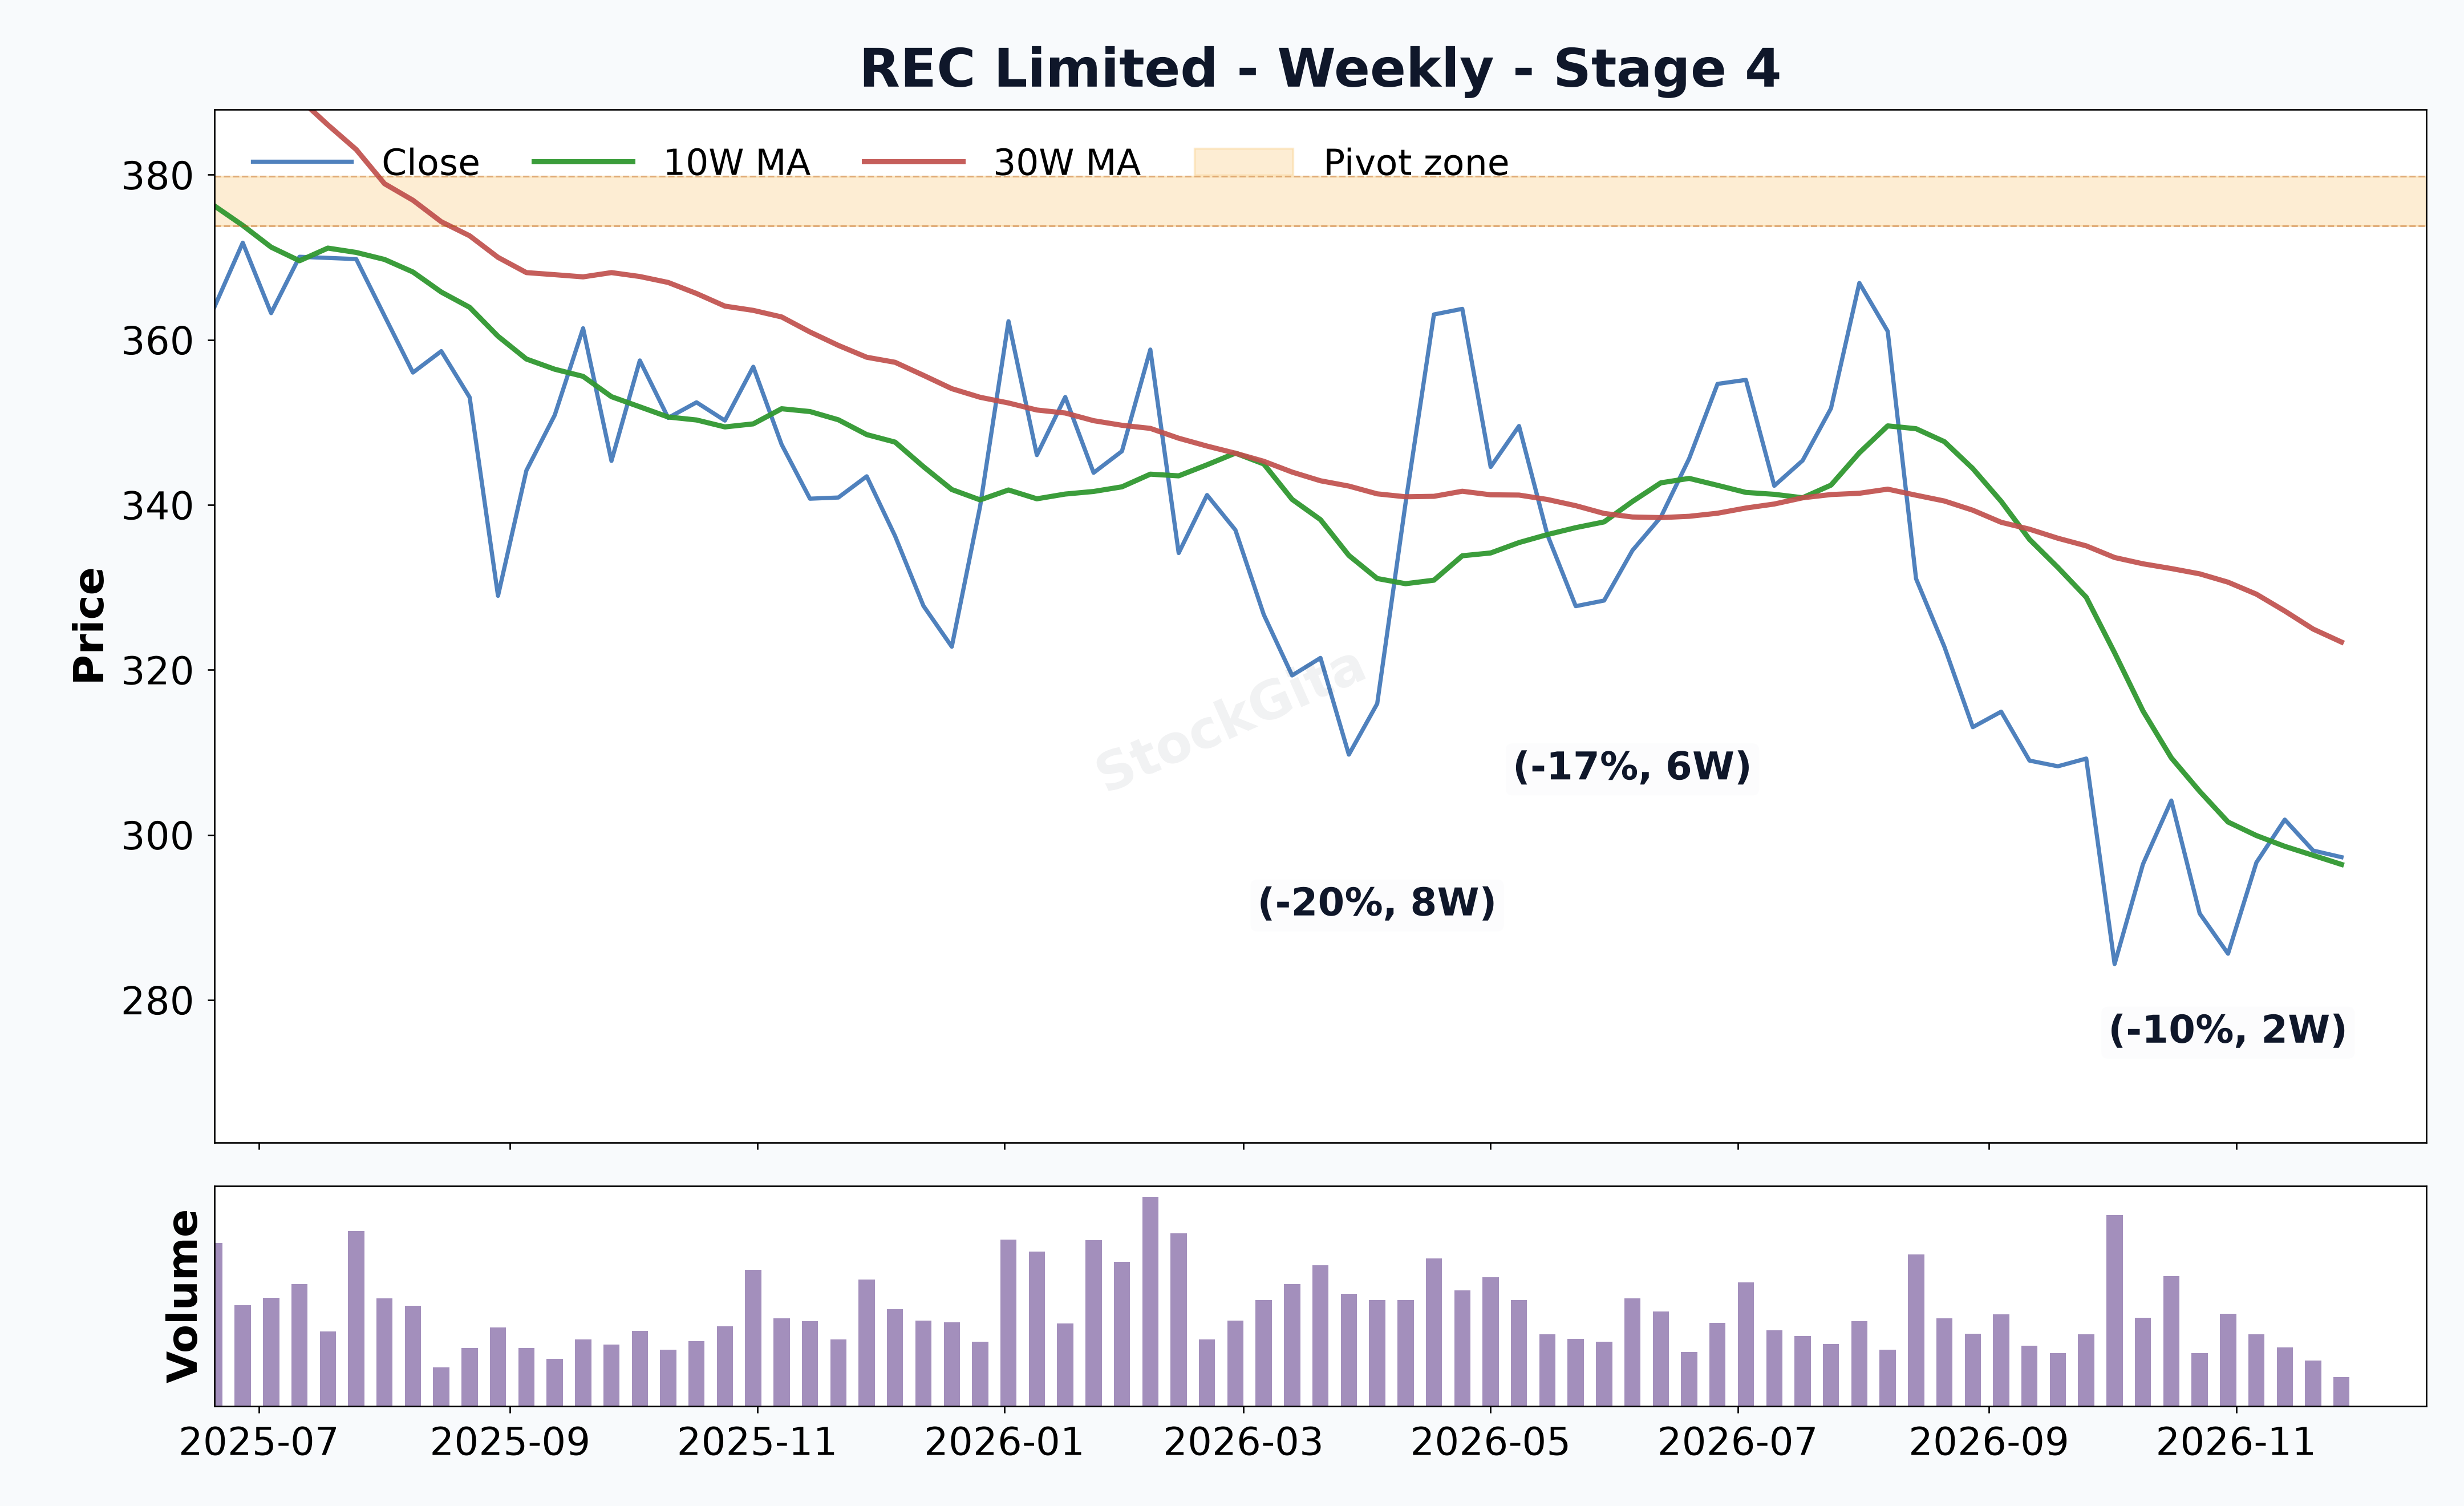 REC Limited - Weekly - Stage 4
Close 10W MA 30W MA Pivot zone
380
360
340
320
300
280
Price
StockGita
(-17%, 6W)
(-20%, 8W)
(-10%, 2W)
Volume
2025-07 2025-09 2025-11 2026-01 2026-03 2026-05 2026-07 2026-09 2026-11